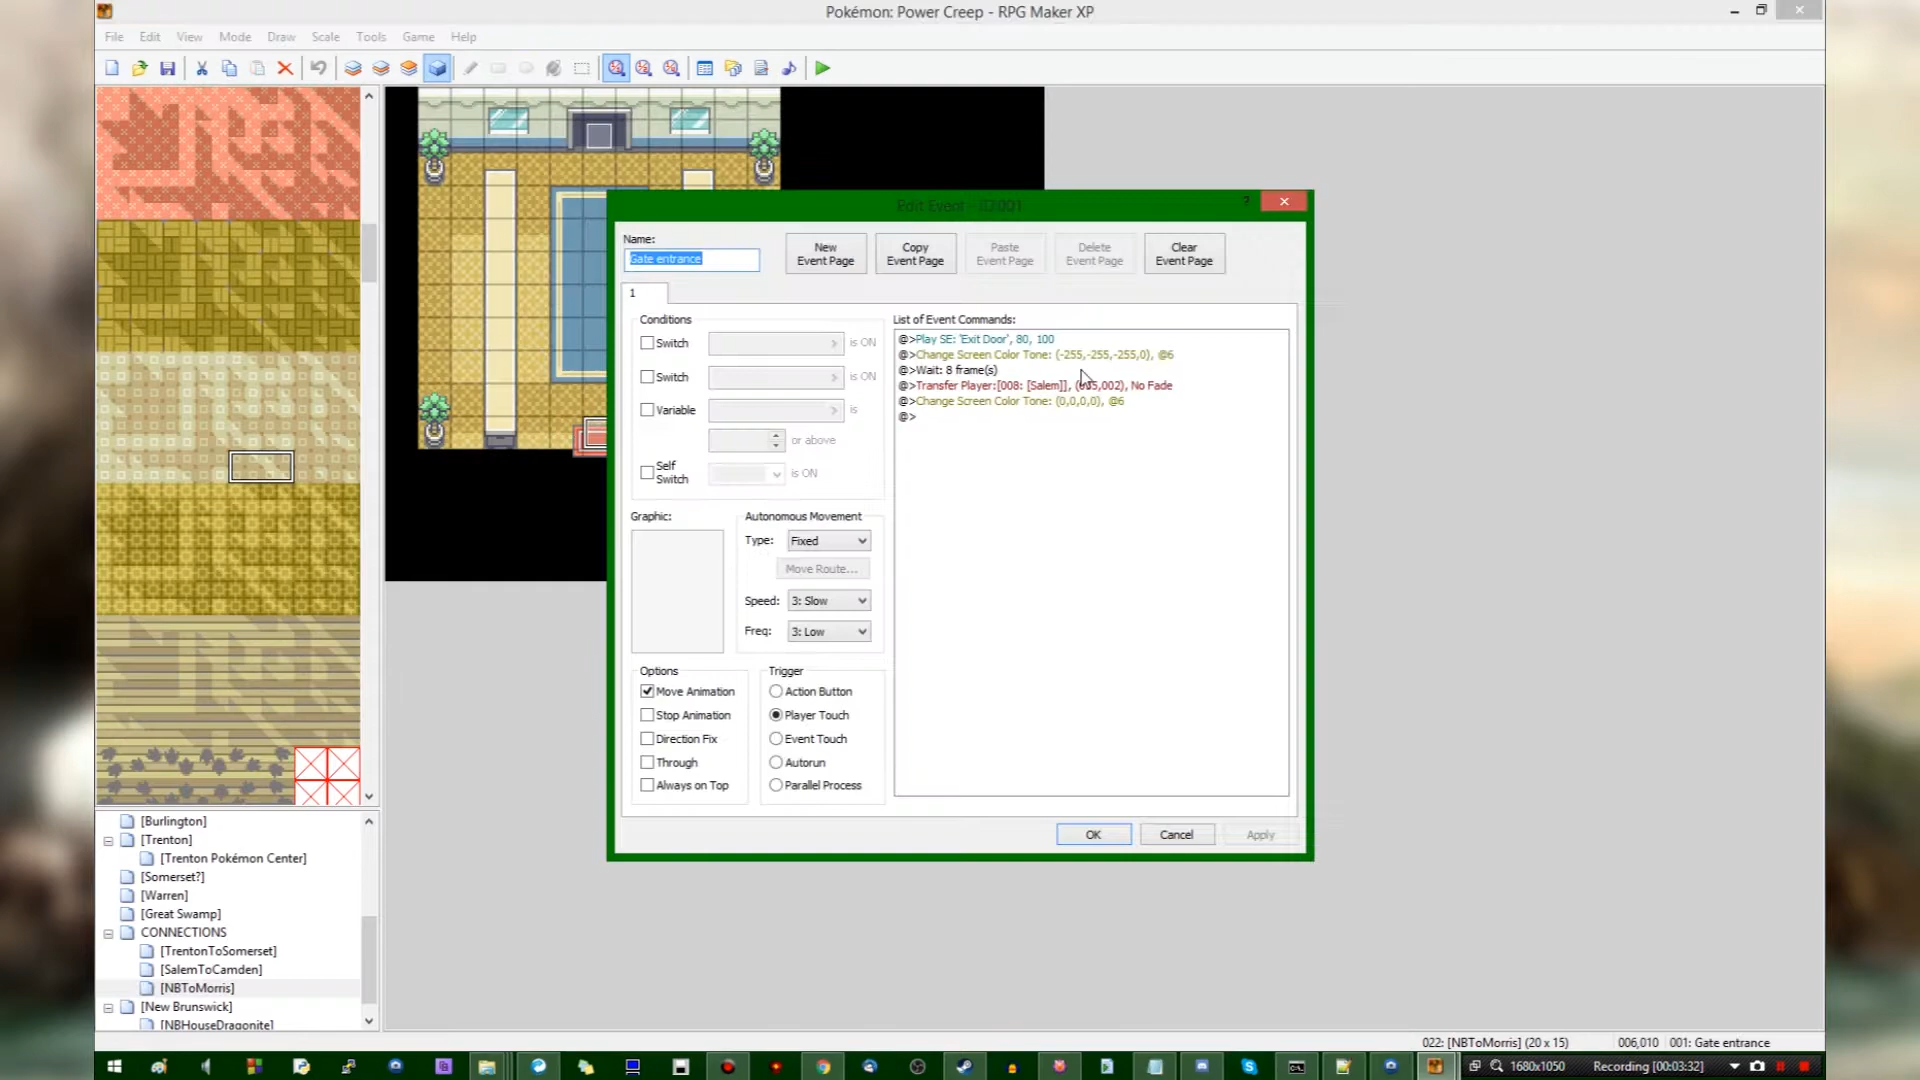 Pokémon: Power Creep - RPG Maker XP
File Edit View Mode Draw Scale Tools Game Help
Edit Event - ID:001
?
Name:
Gate entrance
New Event Page
Copy Event Page
Paste Event Page
Delete Event Page
Clear Event Page
1
Conditions
Switch is ON
Switch is ON
Variable is
or above
Self Switch is ON
Graphic:
Autonomous Movement
Type: Fixed
Move Route...
Speed: 3: Slow
Freq: 3: Low
Options
Move Animation
Stop Animation
Direction Fix
Through
Always on Top
Trigger
Action Button
Player Touch
Event Touch
Autorun
Parallel Process
List of Event Commands:
@>Play SE: 'Exit Door', 80, 100
@>Change Screen Color Tone: (-255,-255,-255,0), @6
@>Wait: 8 frame(s)
@>Transfer Player:[008: [Salem]], ( ,002), No Fade
@>Change Screen Color Tone: (0,0,0,0), @6
@>
OK Cancel Apply
[Burlington]
[Trenton]
[Trenton Pokémon Center]
[Somerset?]
[Warren]
[Great Swamp]
CONNECTIONS
[TrentonToSomerset]
[SalemToCamden]
[NBToMorris]
[New Brunswick]
[NBHouseDragonite]
022: [NBToMorris] (20 x 15) 006,010 001: Gate entrance
1680x1050 Recording [00:03:32]